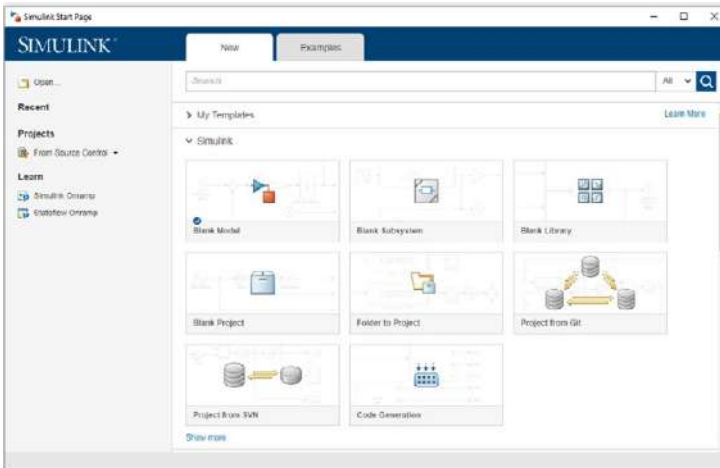 Simulink Start Page
SIMULINK®
New
Examples
Open...
Recent
Projects
From Source Control
Learn
Simulink Onramp
Stateflow Onramp
Search
All
My Templates
Learn More
Simulink
Blank Model
Blank Subsystem
Blank Library
Blank Project
Folder to Project
Project from Git
Project from SVN
Code Generation
Show more